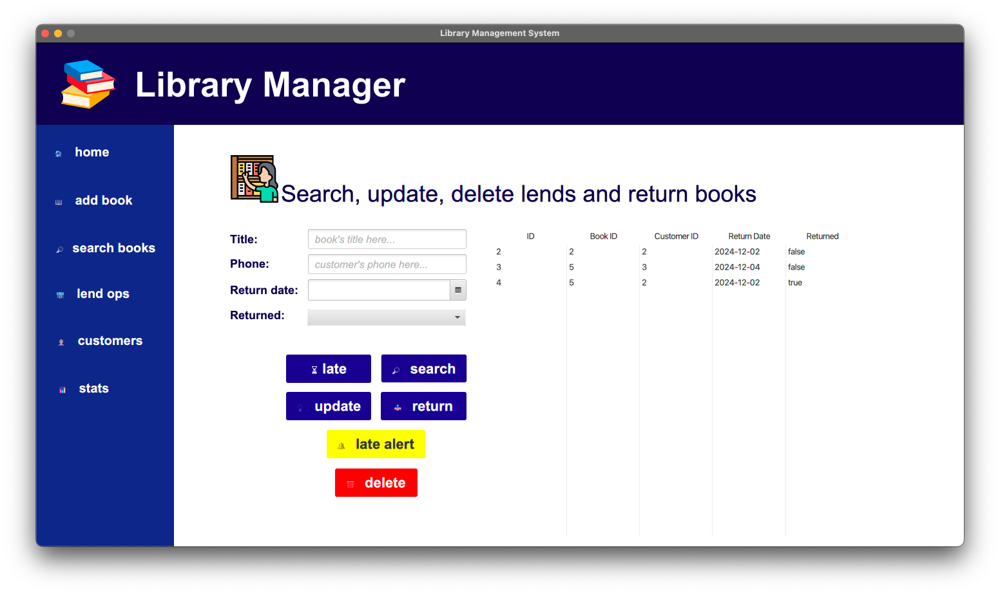 Library Management System
Library Manager
home
add book
search books
lend ops
customers
stats
Search, update, delete lends and return books
Title:
book's title here...
Phone:
customer's phone here...
Return date:
Returned:
late
search
update
return
late alert
delete
ID Book ID Customer ID Return Date Returned
2 2 2 2024-12-02 false
3 5 3 2024-12-04 false
4 5 2 2024-12-02 true